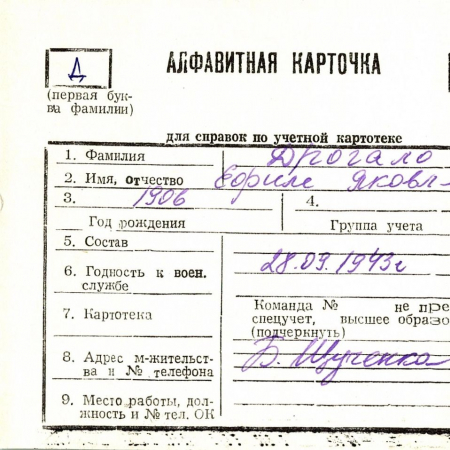 Д
АЛФАВИТНАЯ КАРТОЧКА
(первая бук-
ва фамилии)
для справок по учетной картотеке
1. Фамилия Дрогало
2. Имя, отчество Ефрем Яковл
3. 1906 4.
Год рождения Группа учета
5. Состав
28.09.1943г
6. Годность к воен.
службе
Команда № не пре
7. Картотека спецучет, высшее образо
(подчеркнуть)
8. Адрес м-жительст-
ва и № телефона Б.
9. Место работы, дол-
жность и № тел. ОК